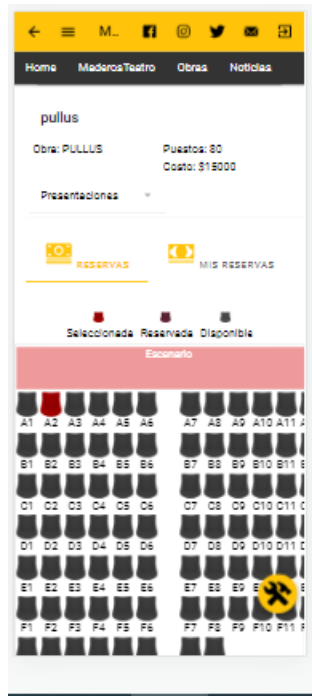 M...
Home MaderosTeatro Obras Noticias
pullus
Obra: PULLUS Puestos: 80
Costo: $15000
Presentaciones
RESERVAS MIS RESERVAS
Seleccionada Reservada Disponible
Escenario
A1 A2 A3 A4 A5 A6 A7 A8 A9 A10 A11
B1 B2 B3 B4 B5 B6 B7 B8 B9 B10 B11
C1 C2 C3 C4 C5 C6 C7 C8 C9 C10 C11
D1 D2 D3 D4 D5 D6 D7 D8 D9 D10 D11
E1 E2 E3 E4 E5 E6 E7 E8 E9
F1 F2 F3 F4 F5 F6 F7 F8 F9 F10 F11